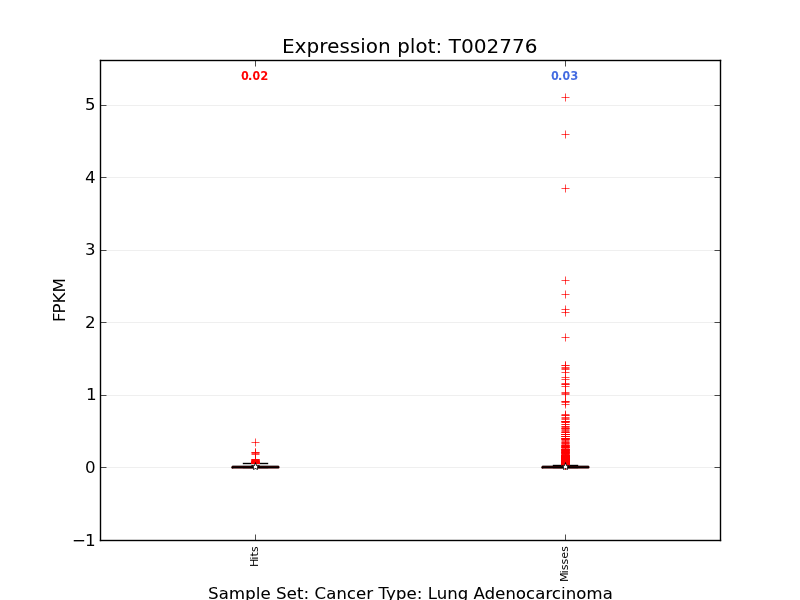 Expression plot: T002776
0.02
0.03
5
4
3
2
1
0
−1
FPKM
Hits
Misses
Sample Set: Cancer Type: Lung Adenocarcinoma